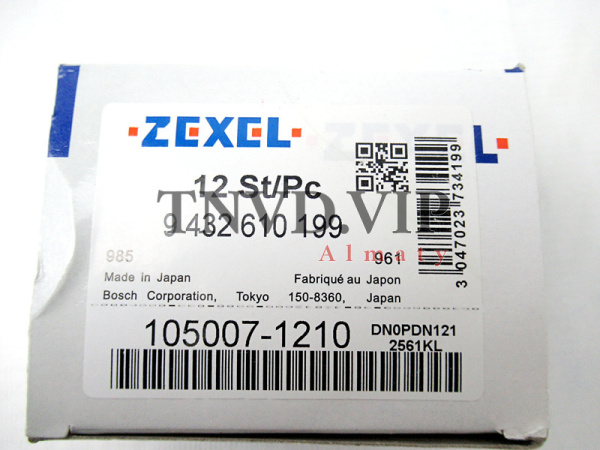 ZEXEL
12 St/Pc
TNVD.VIP
9 432 610 199
Almaty
985
961
Made in Japan Fabriqué au Japon
Bosch Corporation, Tokyo 150-8360, Japan
105007-1210
DN0PDN121
2561KL
3 047023 734199
EL